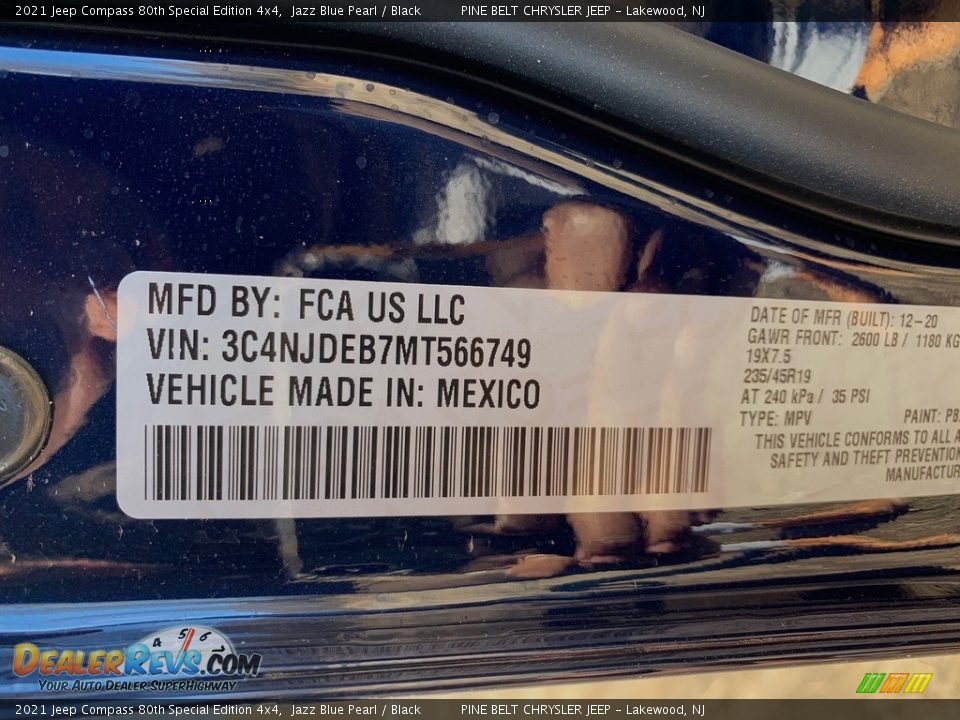 2021 Jeep Compass 80th Special Edition 4x4, Jazz Blue Pearl / Black PINE BELT CHRYSLER JEEP - Lakewood, NJ
MFD BY: FCA US LLC
VIN: 3C4NJDEB7MT566749
VEHICLE MADE IN: MEXICO
DATE OF MFR (BUILT): 12-20
GAWR FRONT: 2600 LB / 1180 KG
19X7.5
235/45R19
AT 240 kPa / 35 PSI
TYPE: MPV PAINT:
THIS VEHICLE CONFORMS TO ALL
SAFETY AND THEFT PREVENTION
4 5 6
DEALERREVS.COM
YOUR AUTO DEALER SUPERHIGHWAY
2021 Jeep Compass 80th Special Edition 4x4, Jazz Blue Pearl / Black PINE BELT CHRYSLER JEEP - Lakewood, NJ